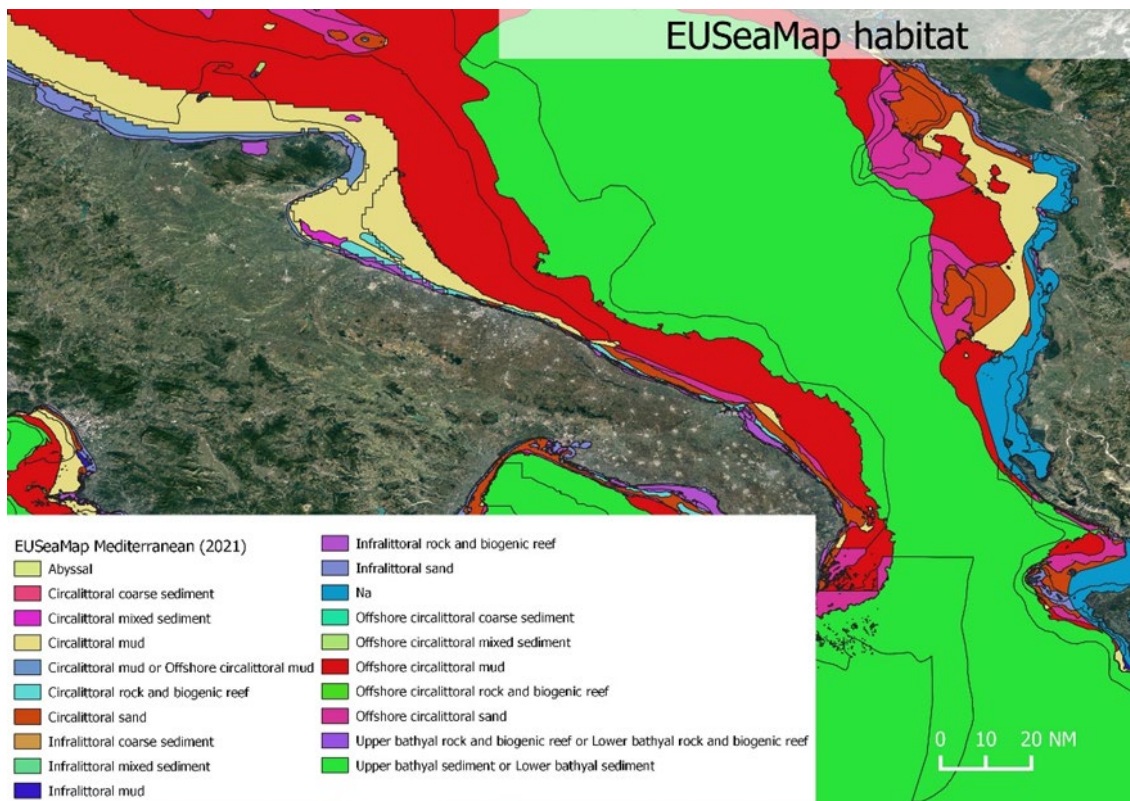 EUSeaMap habitat
EUSeaMap Mediterranean (2021)
Abyssal
Circalittoral coarse sediment
Circalittoral mixed sediment
Circalittoral mud
Circalittoral mud or Offshore circalittoral mud
Circalittoral rock and biogenic reef
Circalittoral sand
Infralittoral coarse sediment
Infralittoral mixed sediment
Infralittoral mud
Infralittoral rock and biogenic reef
Infralittoral sand
Na
Offshore circalittoral coarse sediment
Offshore circalittoral mixed sediment
Offshore circalittoral mud
Offshore circalittoral rock and biogenic reef
Offshore circalittoral sand
Upper bathyal rock and biogenic reef or Lower bathyal rock and biogenic reef
Upper bathyal sediment or Lower bathyal sediment
0 10 20 NM